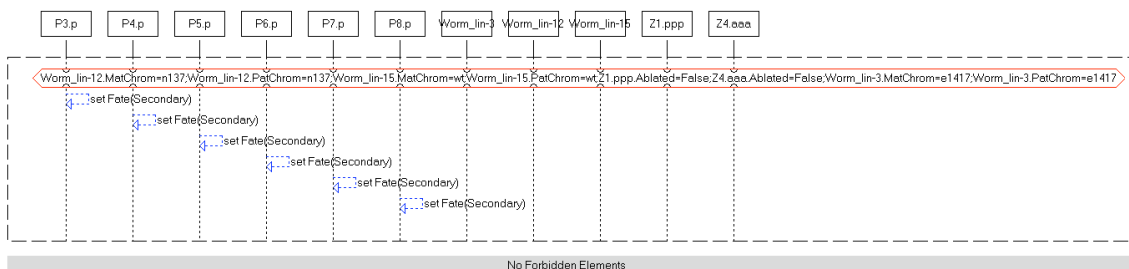 P3.p P4.p P5.p P6.p P7.p P8.p Worm_lin-3 Worm_lin-12 Worm_lin-15 Z1.ppp Z4.aaa
Worm_lin-12.MatChrom=n137;Worm_lin-12.PatChrom=n137;Worm_lin-15.MatChrom=wt;Worm_lin-15.PatChrom=wt;Z1.ppp.Ablated=False;Z4.aaa.Ablated=False;Worm_lin-3.MatChrom=e1417;Worm_lin-3.PatChrom=e1417
set Fate(Secondary)
set Fate(Secondary)
set Fate(Secondary)
set Fate(Secondary)
set Fate(Secondary)
set Fate(Secondary)
No Forbidden Elements